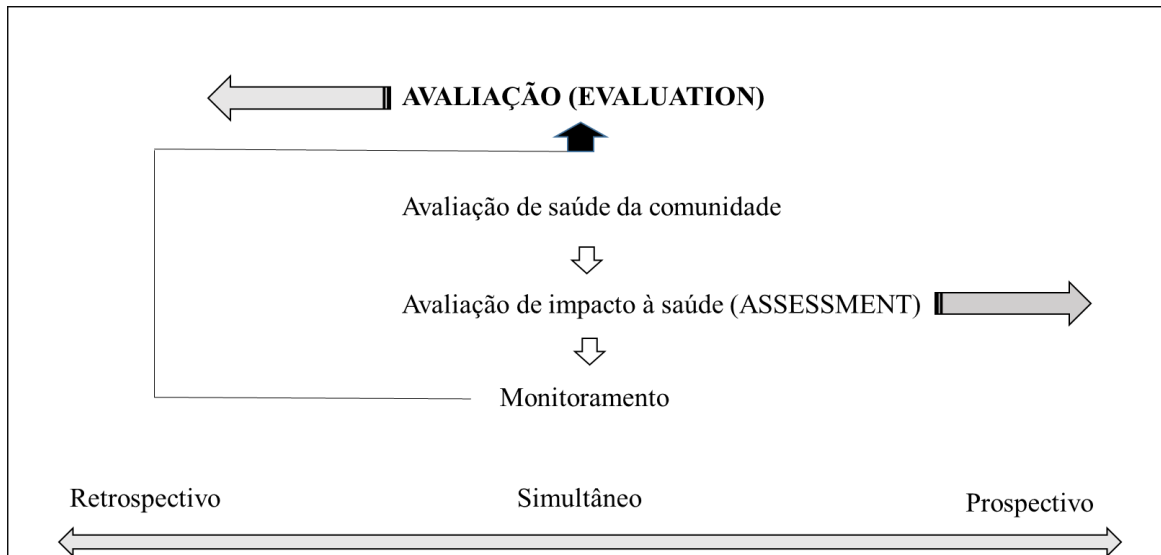 AVALIAÇÃO (EVALUATION)
Avaliação de saúde da comunidade
Avaliação de impacto à saúde (ASSESSMENT)
Monitoramento
Retrospectivo Simultâneo Prospectivo